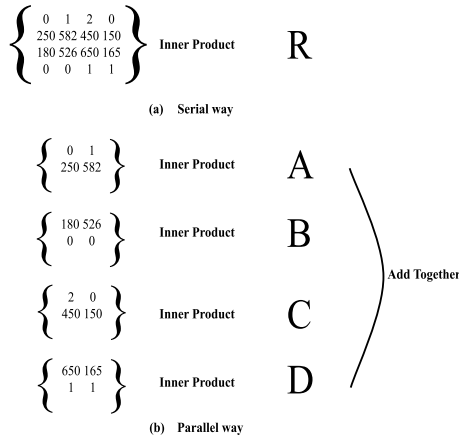 0 1 2 0
250 582 450 150
180 526 650 165
0 0 1 1
Inner Product
R
(a) Serial way
0 1
250 582
Inner Product
A
180 526
0 0
Inner Product
B
2 0
450 150
Inner Product
C
650 165
1 1
Inner Product
D
Add Together
(b) Parallel way